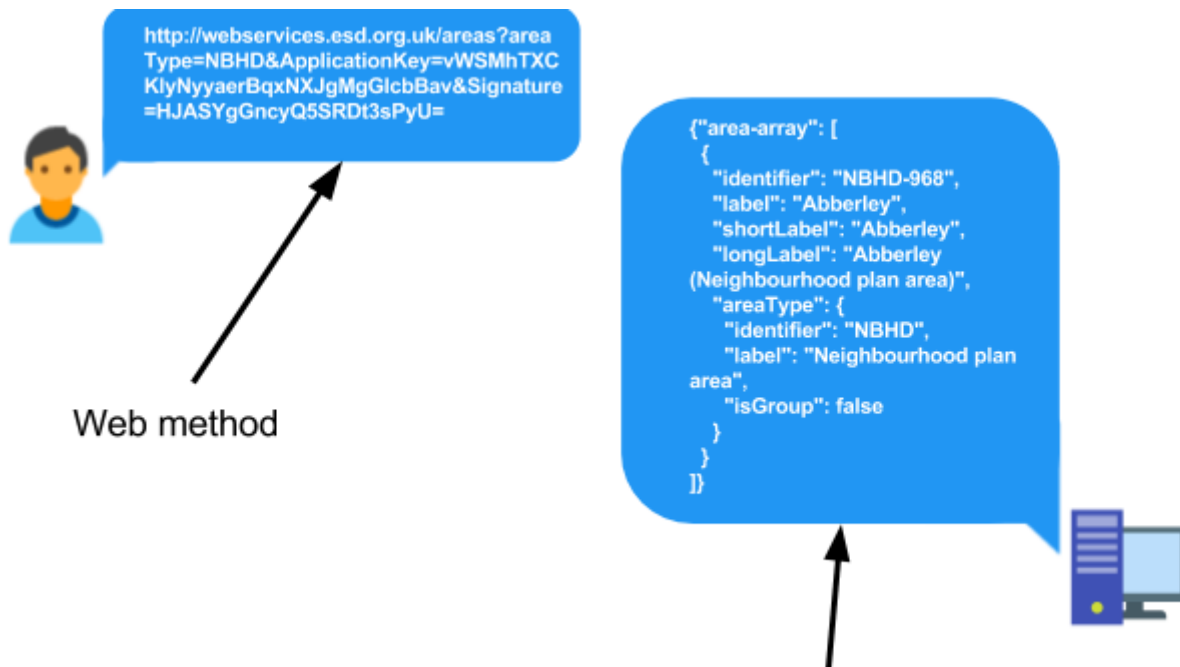 http://webservices.esd.org.uk/areas?area
Type=NBHD&ApplicationKey=vWSMhTXC
KlyNyyaerBqxNXJgMgGlcbBav&Signature
=HJASYgGncyQ5SRDt3sPyU=
Web method
{"area-array": [
{
"identifier": "NBHD-968",
"label": "Abberley",
"shortLabel": "Abberley",
"longLabel": "Abberley
(Neighbourhood plan area)",
"areaType": {
"identifier": "NBHD",
"label": "Neighbourhood plan
area",
"isGroup": false
}
}
]}